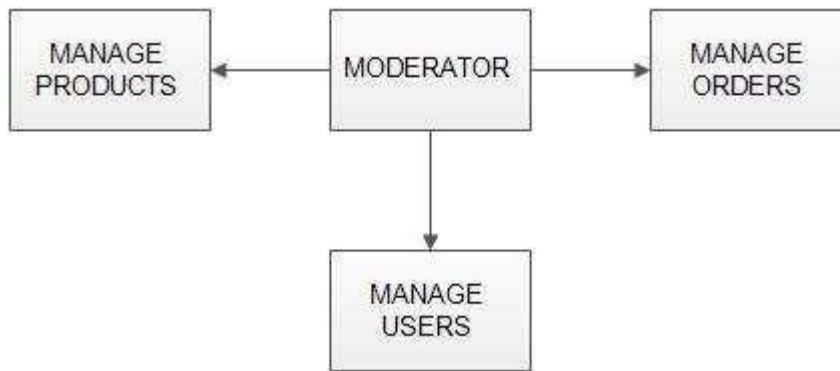 MANAGE
PRODUCTS
MODERATOR
MANAGE
ORDERS
MANAGE
USERS